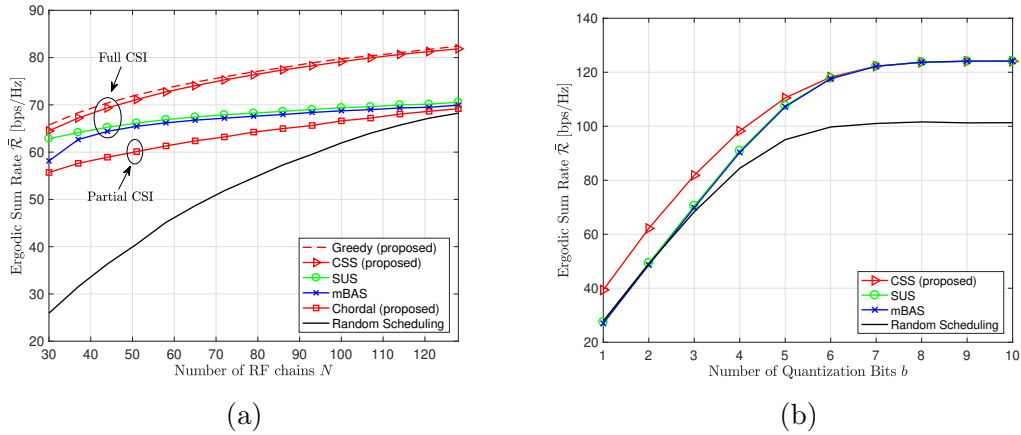 90
80
70
60
50
40
30
20
Ergodic Sum Rate R̄ [bps/Hz]
Full CSI
Partial CSI
Greedy (proposed)
CSS (proposed)
SUS
mBAS
Chordal (proposed)
Random Scheduling
30 40 50 60 70 80 90 100 110 120
Number of RF chains N
(a)
140
120
100
80
60
40
20
Ergodic Sum Rate R̄ [bps/Hz]
CSS (proposed)
SUS
mBAS
Random Scheduling
1 2 3 4 5 6 7 8 9 10
Number of Quantization Bits b
(b)